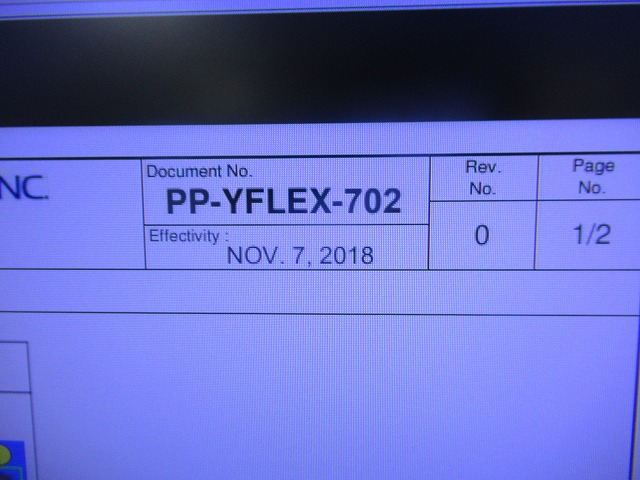 NC.
Document No.
PP-YFLEX-702
Effectivity :
NOV. 7, 2018
Rev.
No.
0
Page
No.
1/2